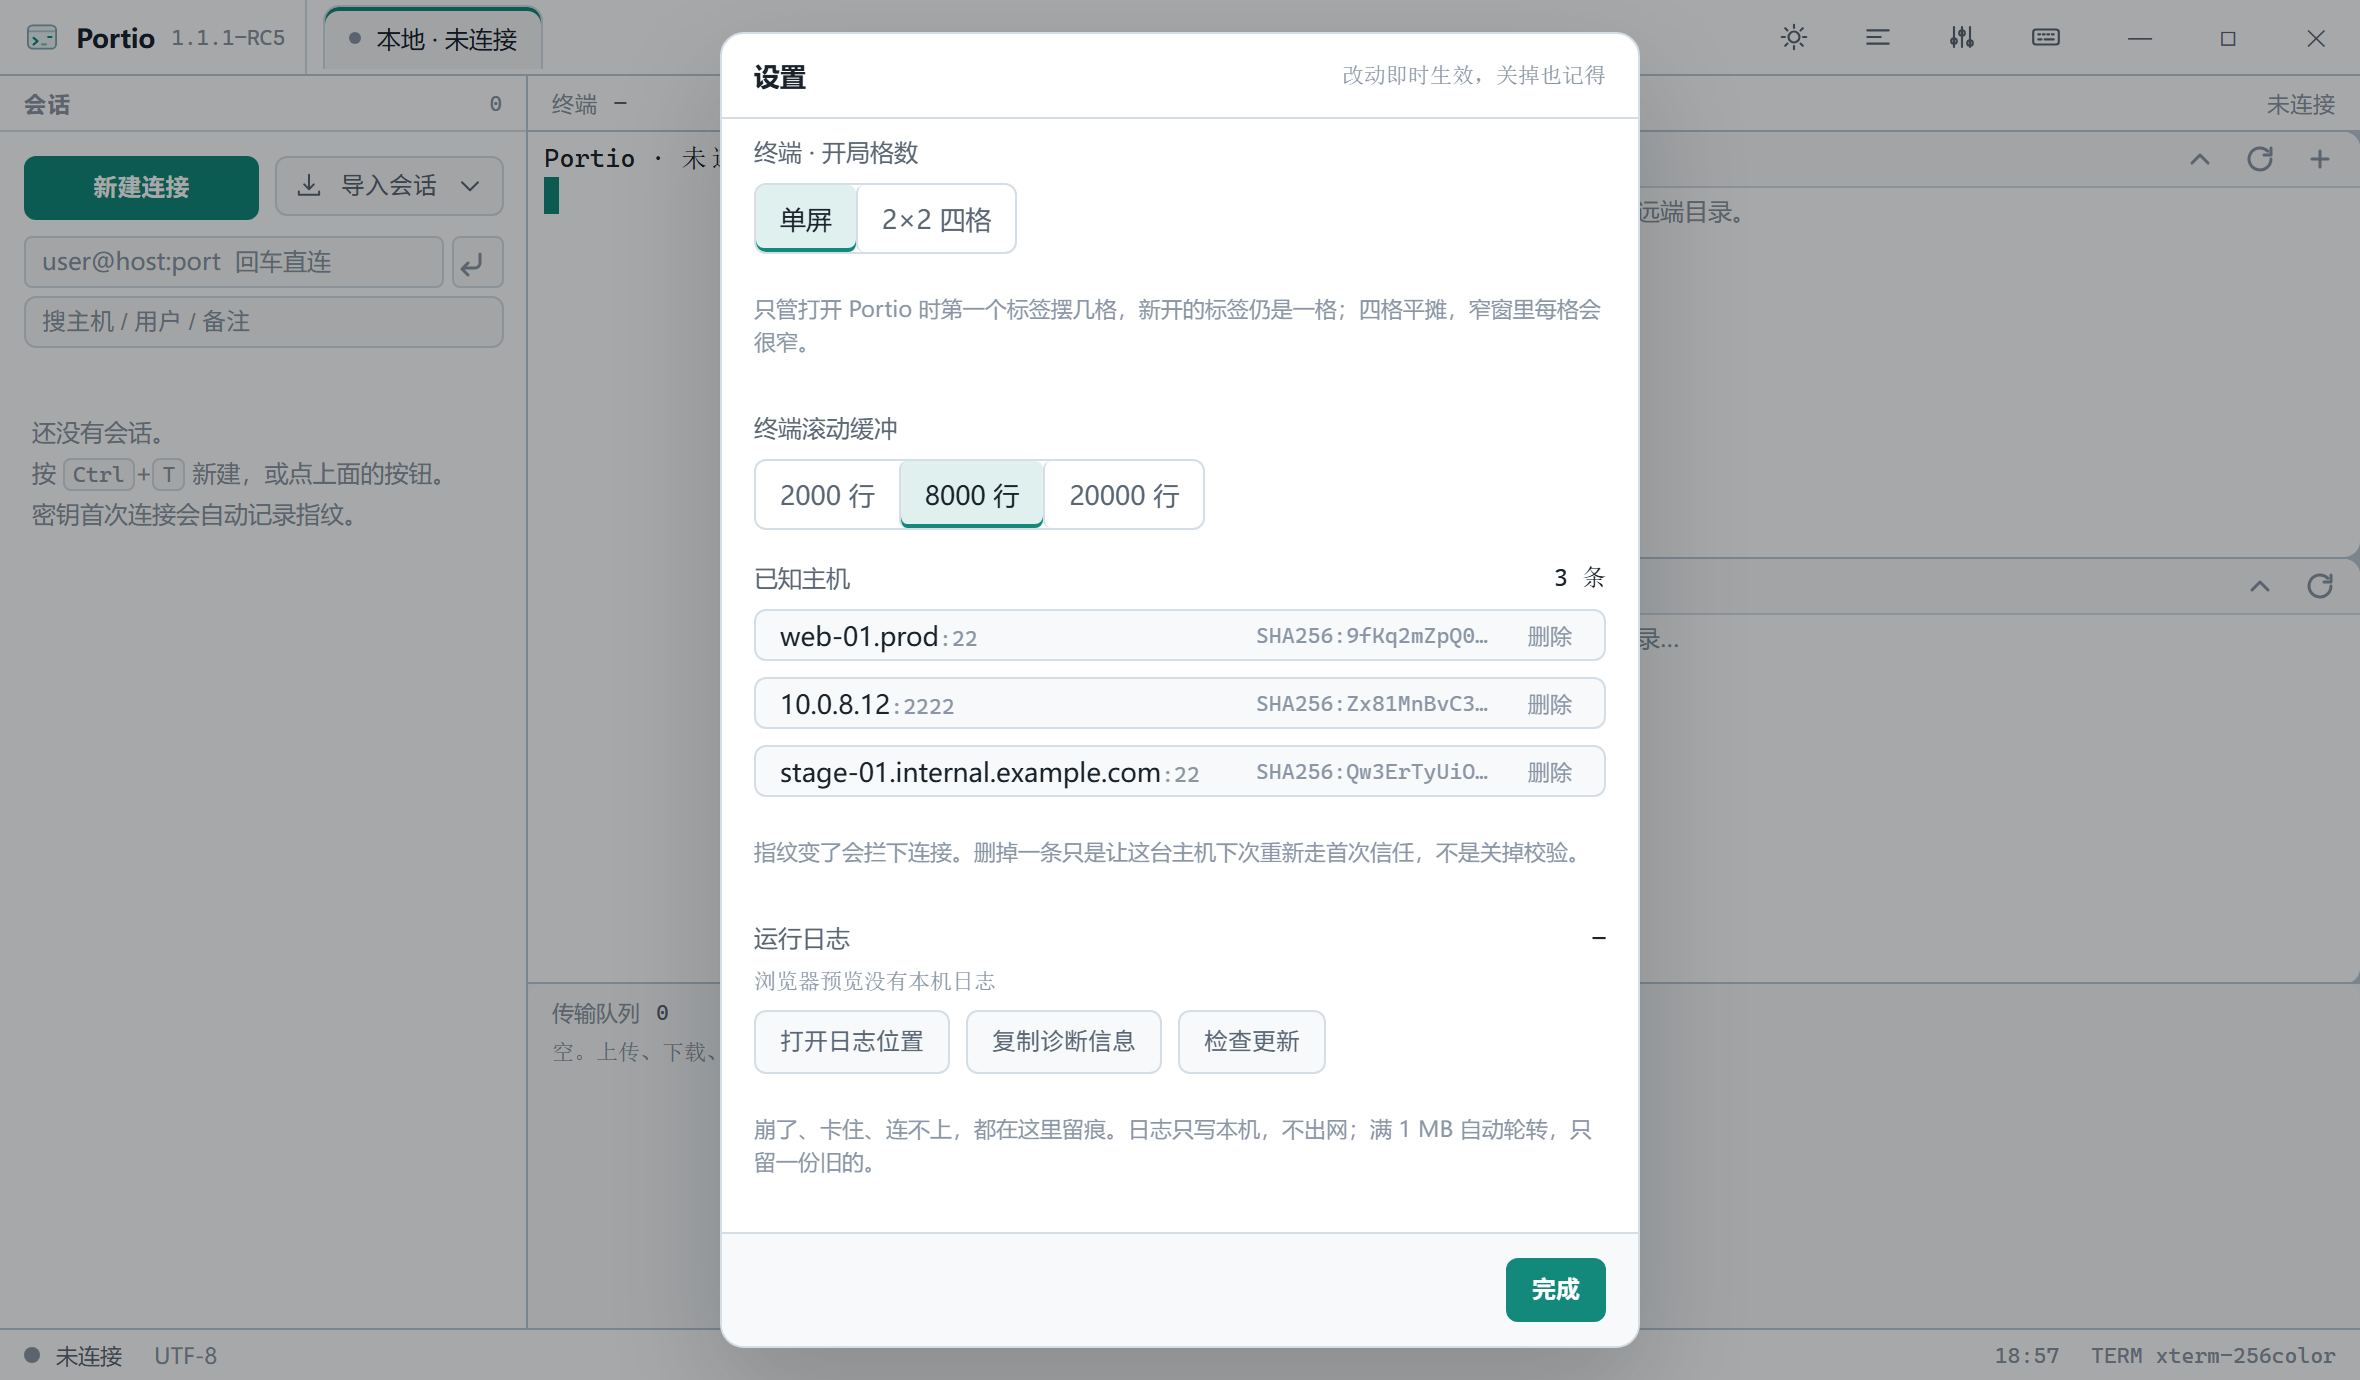 Portio 1.1.1-RC5
本地 · 未连接
会话 0
新建连接
导入会话
user@host:port 回车直连
搜主机 / 用户 / 备注
还没有会话。
按 Ctrl+T 新建，或点上面的按钮。
密钥首次连接会自动记录指纹。
终端 —
Portio · 未
未连接
远端目录。
录…
传输队列 0
空。上传、下载、
设置
改动即时生效，关掉也记得
终端 · 开局格数
单屏
2×2 四格
只管打开 Portio 时第一个标签摆几格，新开的标签仍是一格；四格平摊，窄窗里每格会
很窄。
终端滚动缓冲
2000 行
8000 行
20000 行
已知主机 3 条
web-01.prod:22 SHA256:9fKq2mZpQ0… 删除
10.0.8.12:2222 SHA256:Zx81MnBvC3… 删除
stage-01.internal.example.com:22 SHA256:Qw3ErTyUiO… 删除
指纹变了会拦下连接。删掉一条只是让这台主机下次重新走首次信任，不是关掉校验。
运行日志 —
浏览器预览没有本机日志
打开日志位置
复制诊断信息
检查更新
崩了、卡住、连不上，都在这里留痕。日志只写本机，不出网；满 1 MB 自动轮转，只
留一份旧的。
完成
未连接 UTF-8
18:57 TERM xterm-256color